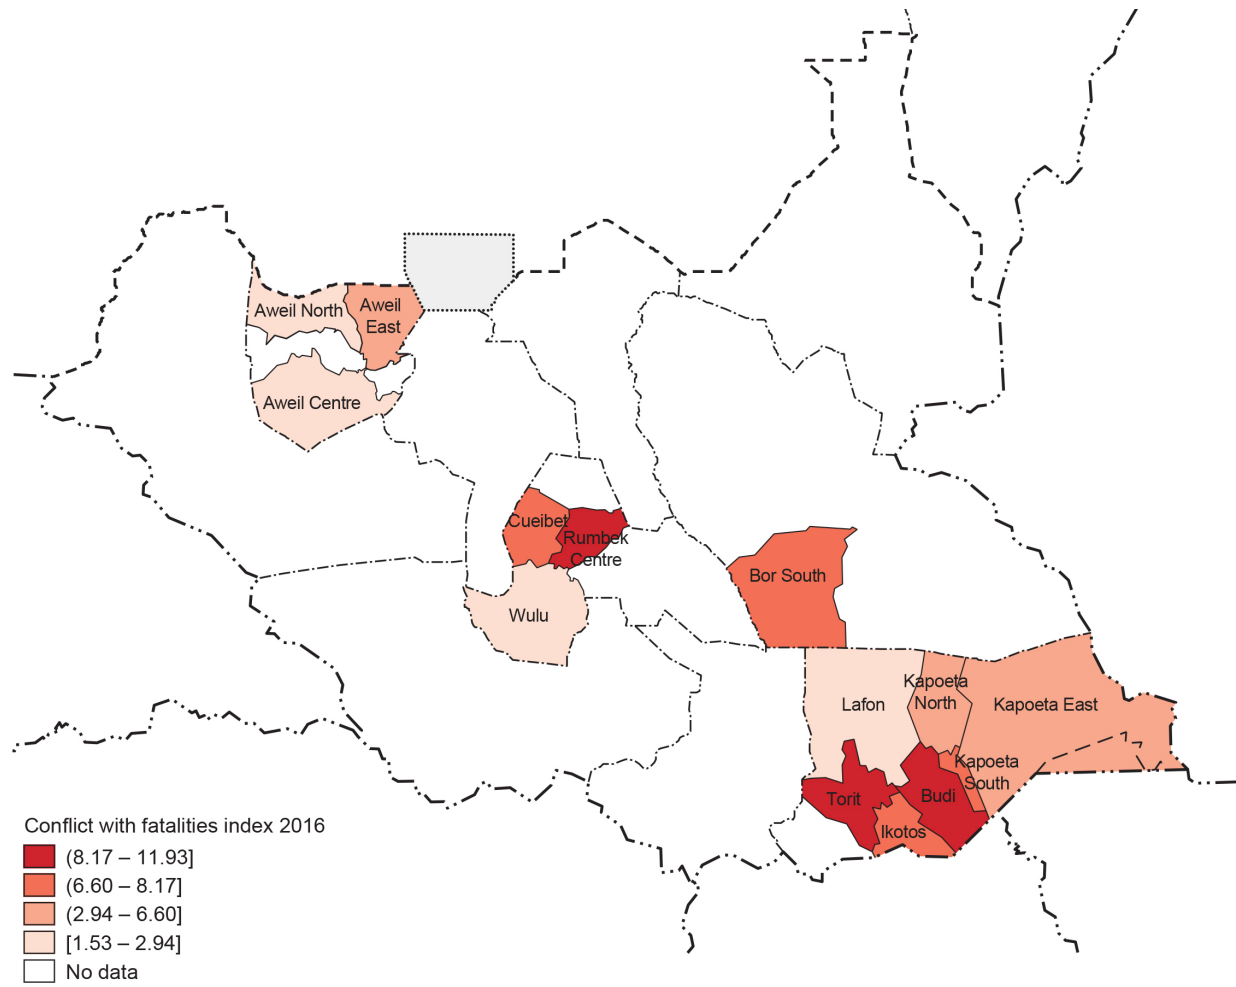 Aweil North
Aweil
East
Aweil Centre
Cueibet
Rumbek
Centre
Wulu
Bor South
Lafon
Kapoeta
North
Kapoeta East
Kapoeta
South
Torit
Budi
Ikotos
Conflict with fatalities index 2016
(8.17 – 11.93]
(6.60 – 8.17]
(2.94 – 6.60]
[1.53 – 2.94]
No data